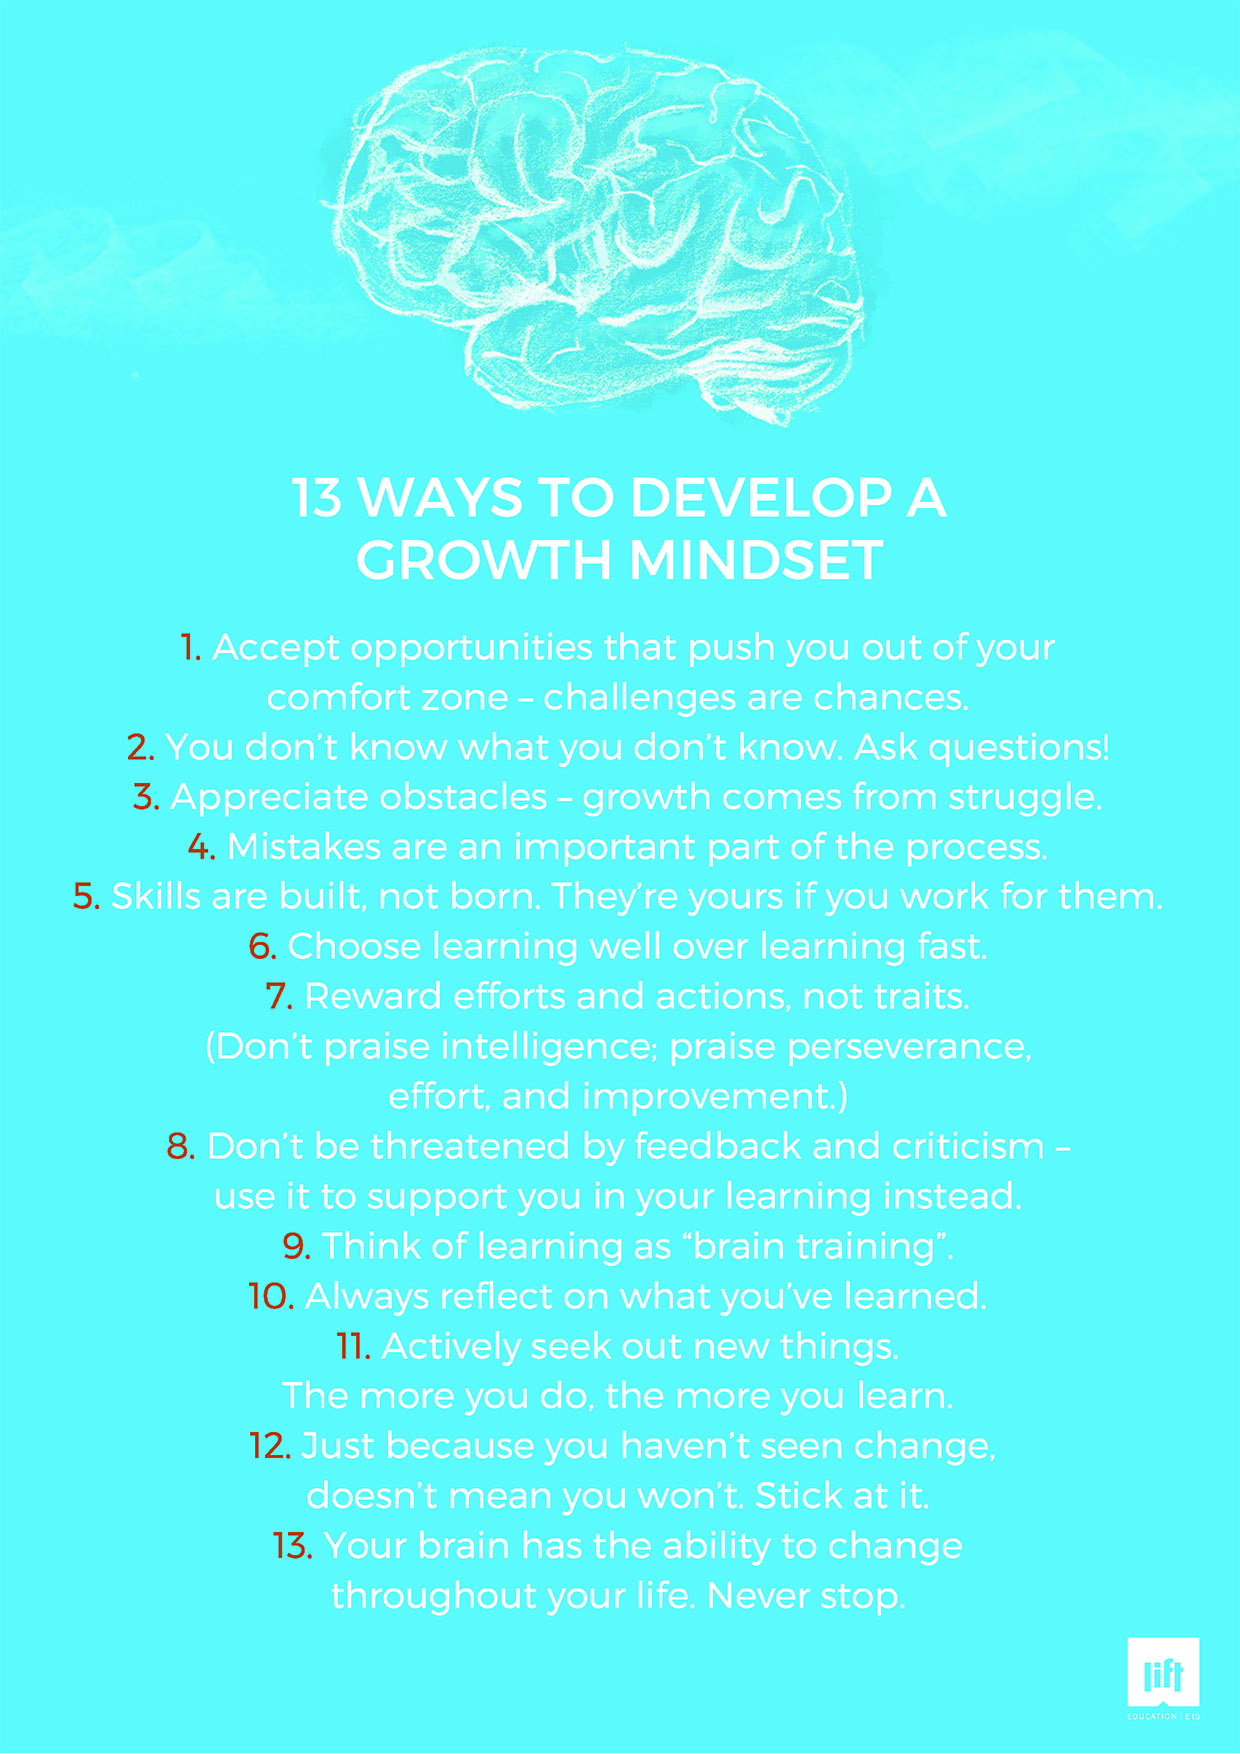 13 WAYS TO DEVELOP A
GROWTH MINDSET
1. Accept opportunities that push you out of your
comfort zone – challenges are chances.
2. You don’t know what you don’t know. Ask questions!
3. Appreciate obstacles – growth comes from struggle.
4. Mistakes are an important part of the process.
5. Skills are built, not born. They’re yours if you work for them.
6. Choose learning well over learning fast.
7. Reward efforts and actions, not traits.
(Don’t praise intelligence; praise perseverance,
effort, and improvement.)
8. Don’t be threatened by feedback and criticism –
use it to support you in your learning instead.
9. Think of learning as “brain training”.
10. Always reflect on what you’ve learned.
11. Actively seek out new things.
The more you do, the more you learn.
12. Just because you haven’t seen change,
doesn’t mean you won’t. Stick at it.
13. Your brain has the ability to change
throughout your life. Never stop.
lift
EDUCATION